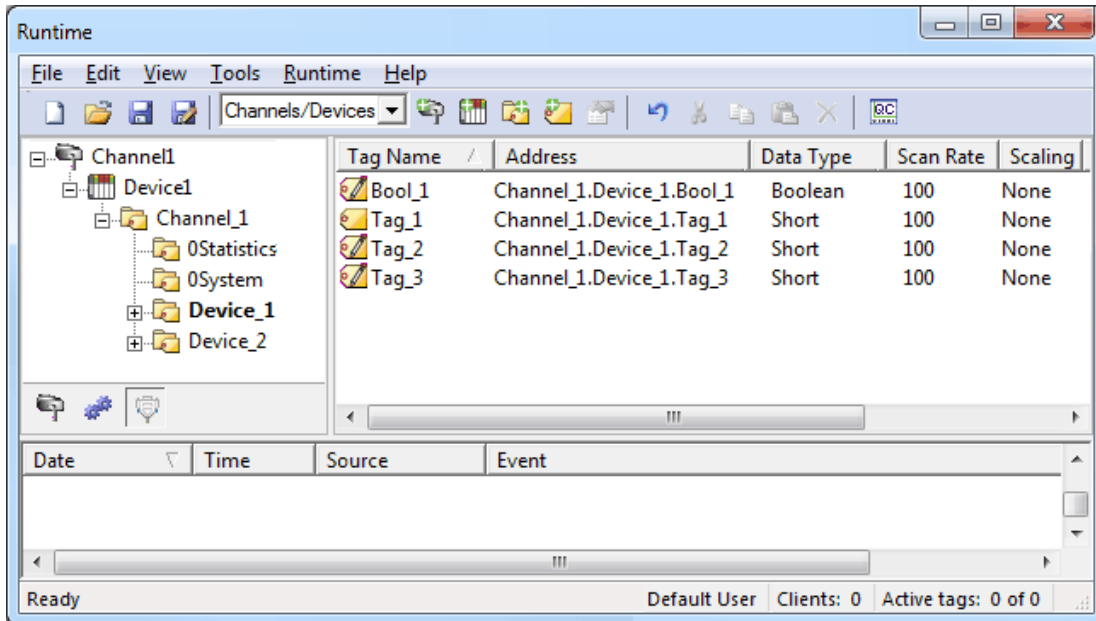 Runtime
File Edit View Tools Runtime Help
Channels/Devices
QC
Channel1
Device1
Channel_1
0Statistics
0System
Device_1
Device_2
Tag Name Address Data Type Scan Rate Scaling
Bool_1 Channel_1.Device_1.Bool_1 Boolean 100 None
Tag_1 Channel_1.Device_1.Tag_1 Short 100 None
Tag_2 Channel_1.Device_1.Tag_2 Short 100 None
Tag_3 Channel_1.Device_1.Tag_3 Short 100 None
Date Time Source Event
Ready Default User Clients: 0 Active tags: 0 of 0